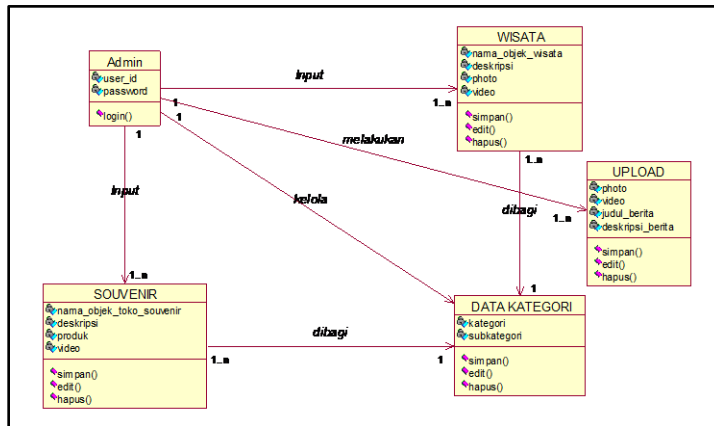 Admin
user_id
password
login()
WISATA
nama_objek_wisata
deskripsi
photo
video
simpan()
edit()
hapus()
Input
1
1..n
melakukan
1
1..n
UPLOAD
photo
video
judul_berita
deskripsi_berita
simpan()
edit()
hapus()
1
kelola
1
Input
1..n
1..n
dibagi
1
SOUVENIR
nama_objek_toko_souvenir
deskripsi
produk
video
simpan()
edit()
hapus()
dibagi
1..n
1
DATA KATEGORI
kategori
subkategori
simpan()
edit()
hapus()